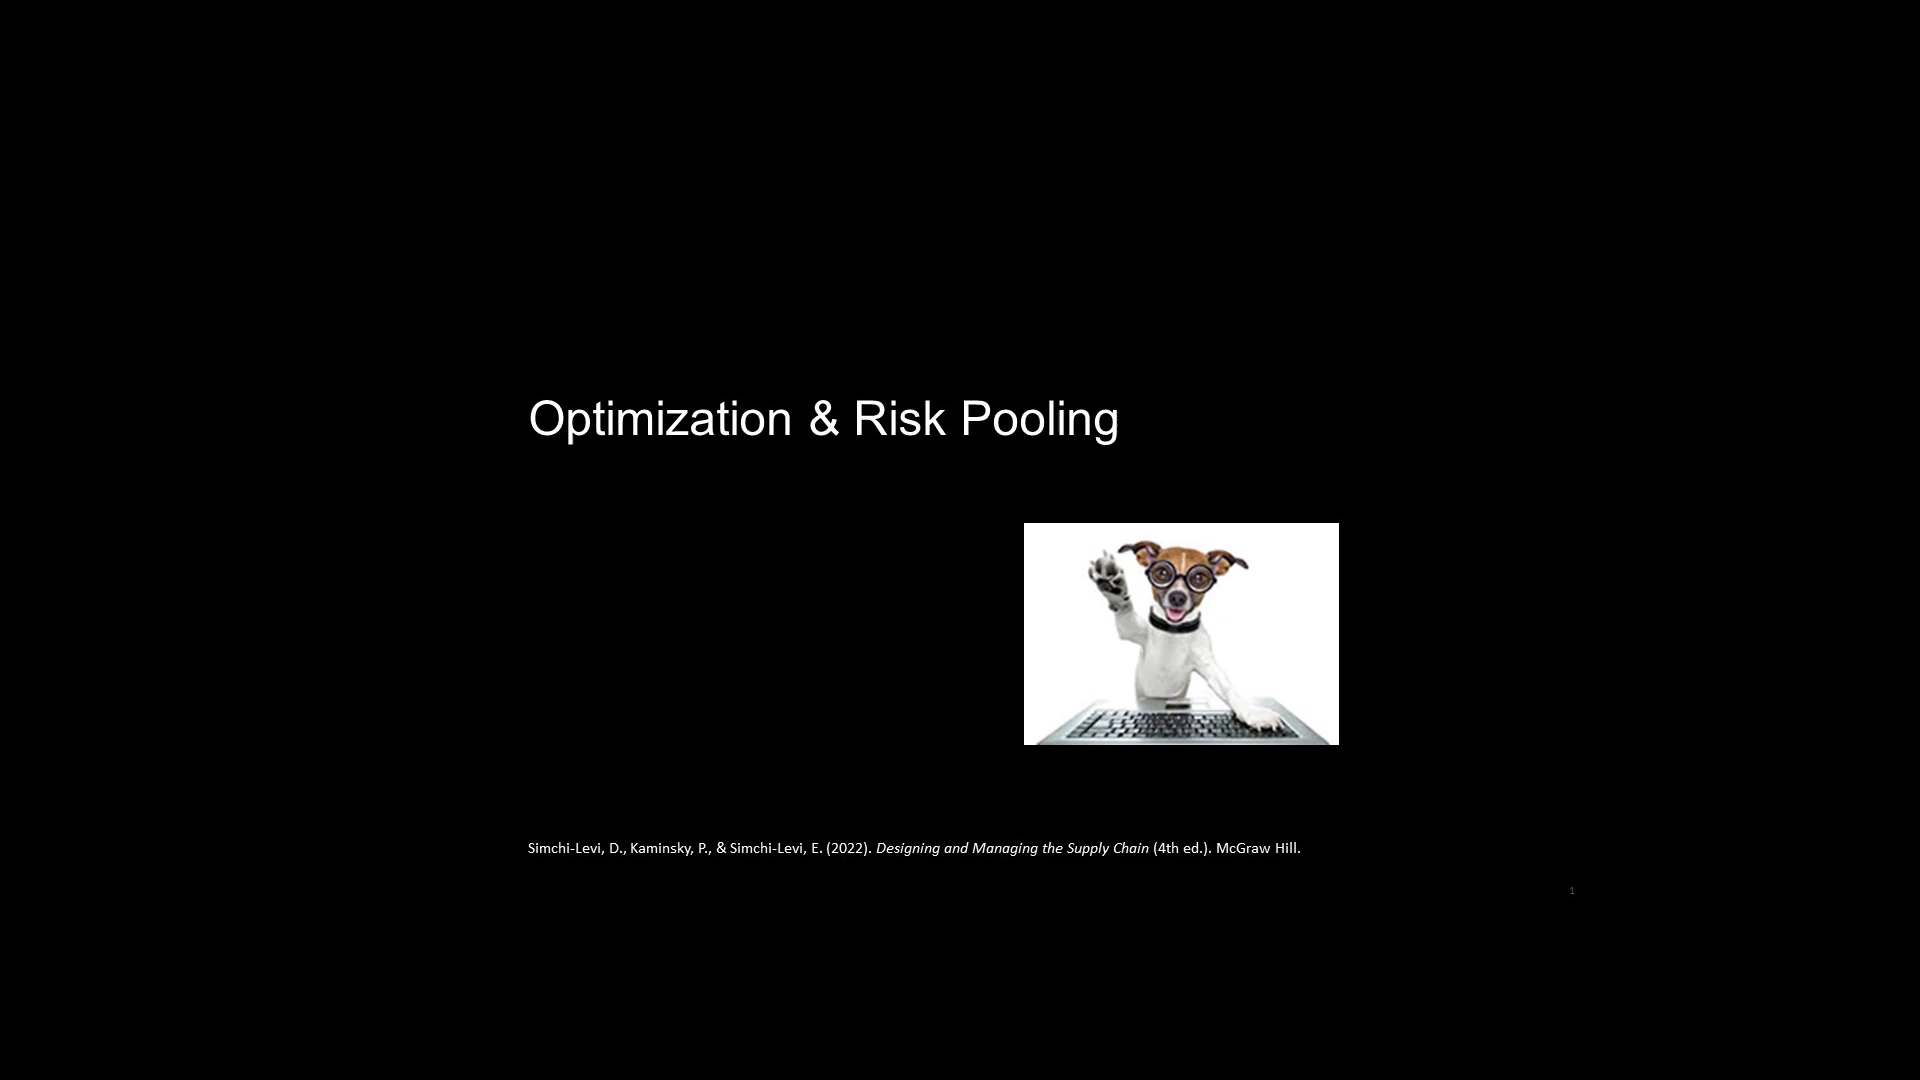 Optimization & Risk Pooling
Simchi-Levi, D., Kaminsky, P., & Simchi-Levi, E. (2022). Designing and Managing the Supply Chain (4th ed.). McGraw Hill.
1